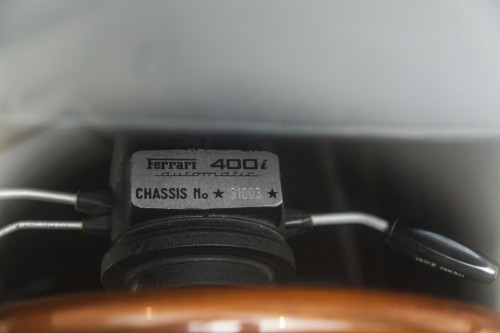 Ferrari 400i
automatic
CHASSIS No ★ 31003 ★